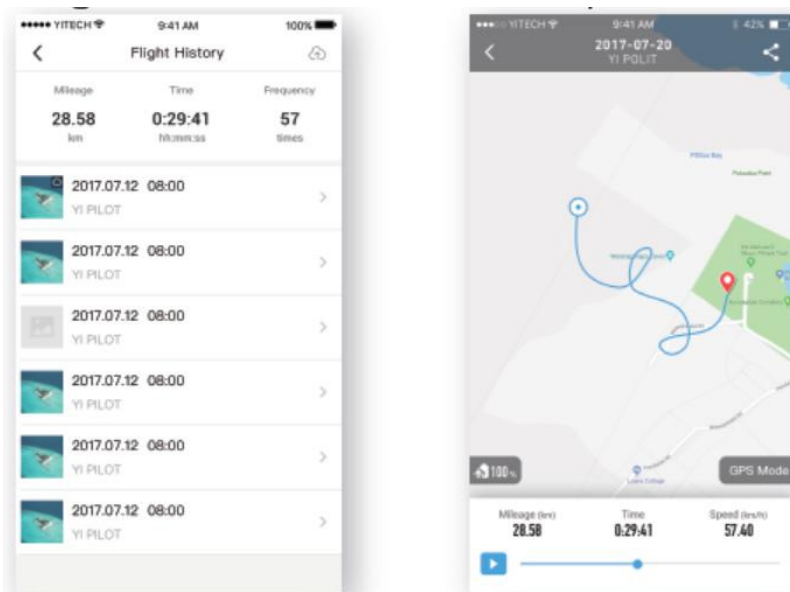 YITECH 9:41 AM 100%
Flight History
Mileage Time Frequency
28.58 0:29:41 57
km hh:mm:ss times
2017.07.12 08:00
YI PILOT
2017.07.12 08:00
YI PILOT
2017.07.12 08:00
YI PILOT
2017.07.12 08:00
YI PILOT
2017.07.12 08:00
YI PILOT
2017.07.12 08:00
YI PILOT
YITECH 9:41 AM 42%
2017-07-20
YI POLIT
100 %
GPS Mode
Mileage (km) Time Speed (km/h)
28.58 0:29:41 57.40